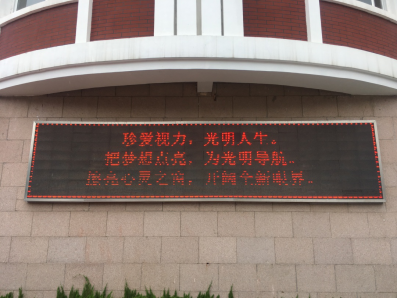 珍爱视力，光明人生。
把梦想点亮，为光明导航。
擦亮心灵之窗，开阔全新眼界。